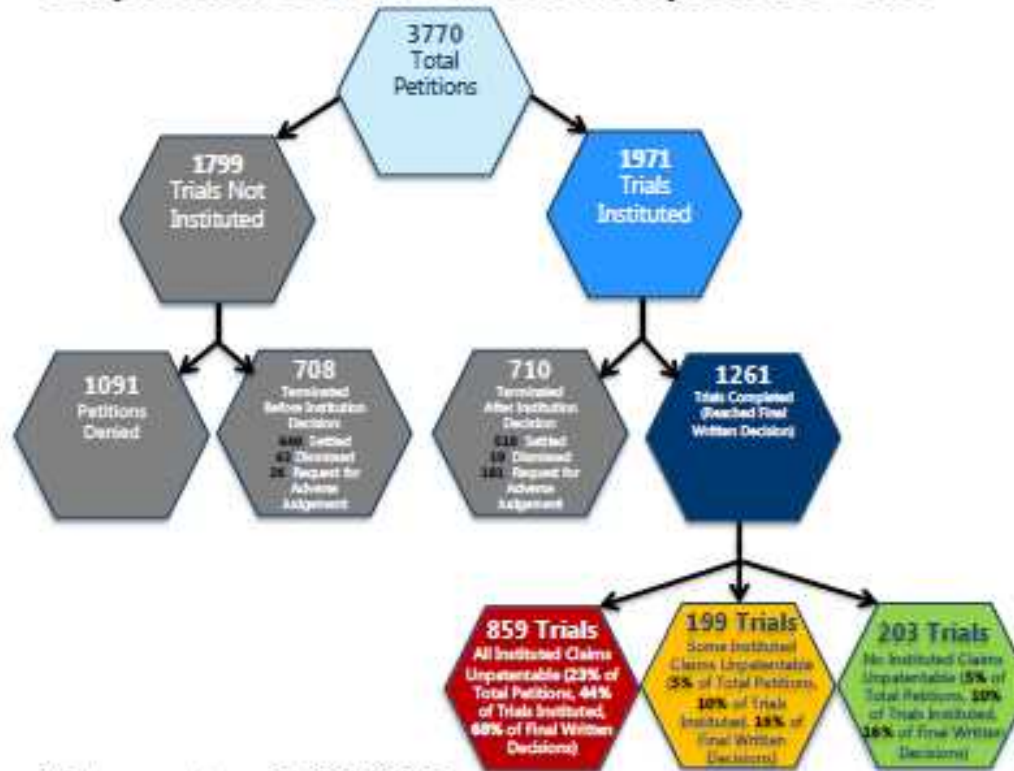 3770
Total
Petitions
1799
Trials Not
Instituted
1971
Trials
Instituted
1091
Petitions
Denied
708
Terminated
Before Institution
Decision
Settled
Dismissed
Request for
Adverse
Judgement
710
Terminated
After Institution
Decision
Settled
Dismissed
Request for
Adverse
Judgement
1261
Trials Completed
(Reached Final
Written Decision)
859 Trials
All Instituted Claims
Unpatentable (23% of
Total Petitions, 44%
of Trials Instituted,
68% of Final Written
Decisions)
199 Trials
Some Instituted
Claims Unpatentable
(5% of Total Petitions,
10% of Trials
Instituted, 16% of
Final Written
Decisions)
203 Trials
No Instituted Claims
Unpatentable (5% of
Total Petitions, 10%
of Trials Instituted,
16% of Final Written
Decisions)